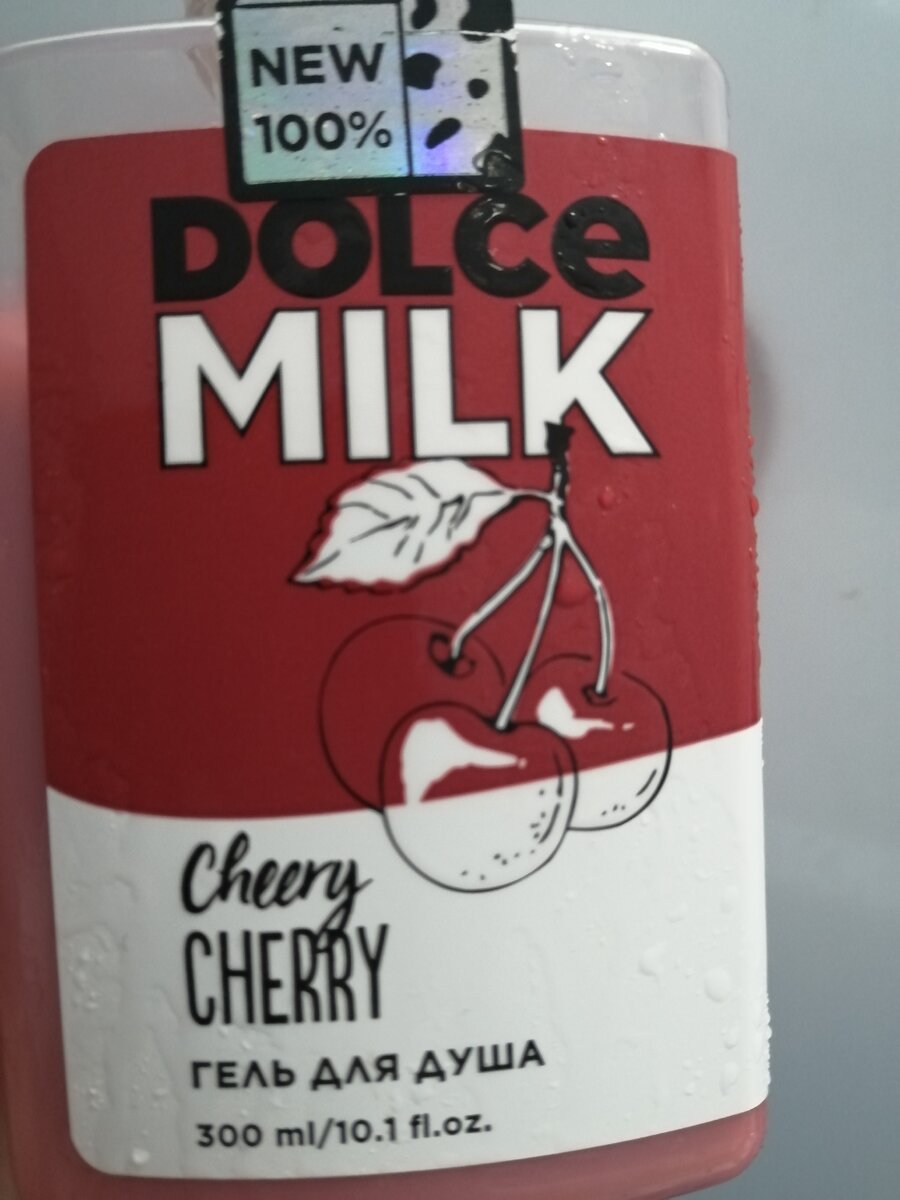 NEW
100%
DOLCe
MILK
Cheery
CHERRY
ГЕЛЬ ДЛЯ ДУША
300 ml/10.1 fl.oz.